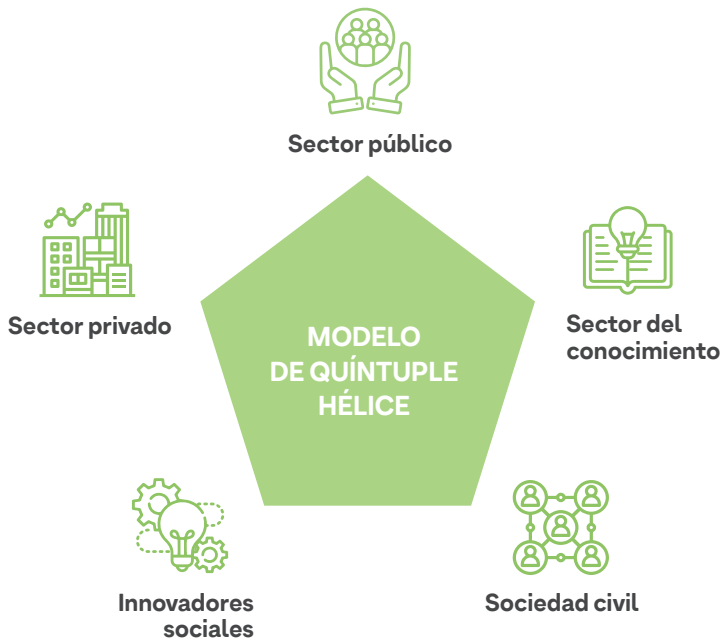 Sector público
Sector privado
Sector del
conocimiento
MODELO
DE QUÍNTUPLE
HÉLICE
Innovadores
sociales
Sociedad civil